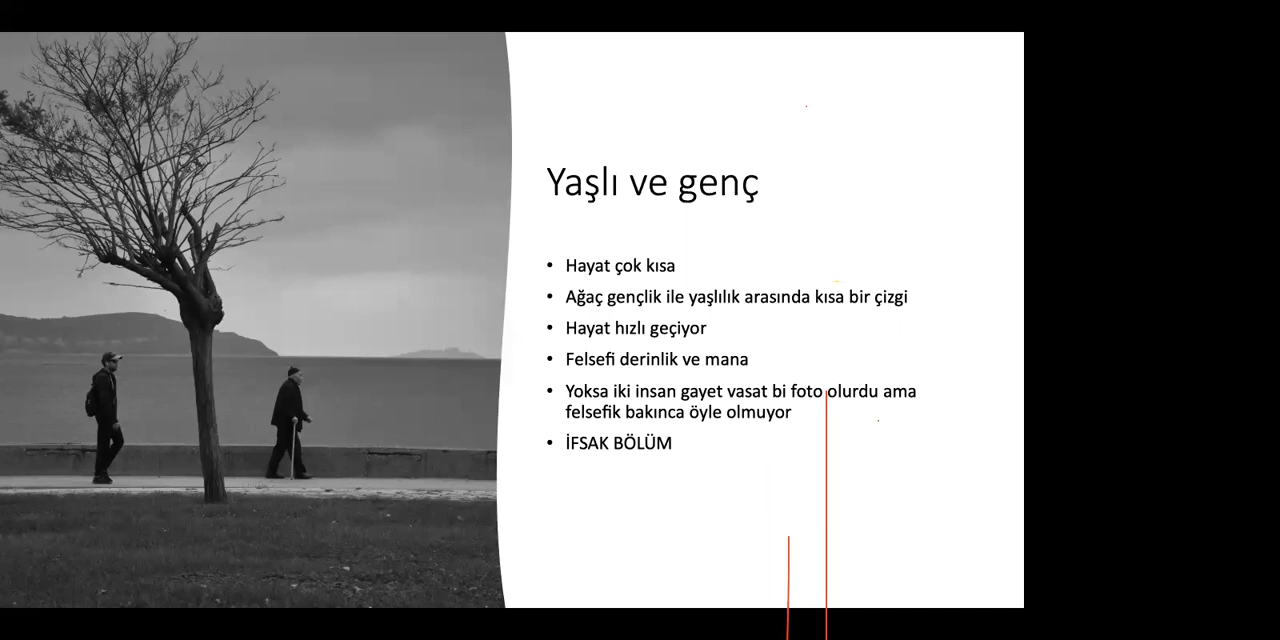 Yaşlı ve genç
• Hayat çok kısa
• Ağaç gençlik ile yaşlılık arasında kısa bir çizgi
• Hayat hızlı geçiyor
• Felsefi derinlik ve mana
• Yoksa iki insan gayet vasat bi foto olurdu ama
felsefik bakınca öyle olmuyor
• İFSAK BÖLÜM